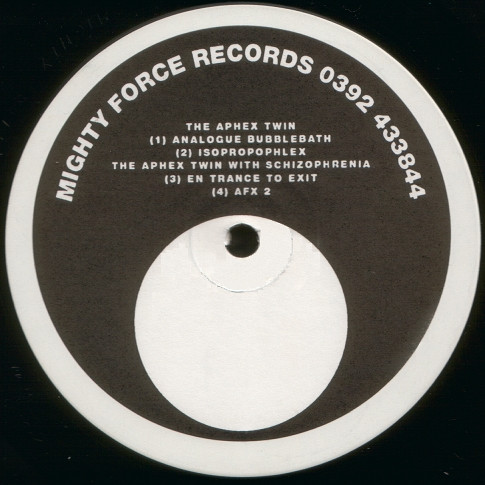 MIGHTY FORCE RECORDS 0392 433844
THE APHEX TWIN
(1) ANALOGUE BUBBLEBATH
(2) ISOPROPOPHLEX
THE APHEX TWIN WITH SCHIZOPHRENIA
(3) EN TRANCE TO EXIT
(4) AFX 2